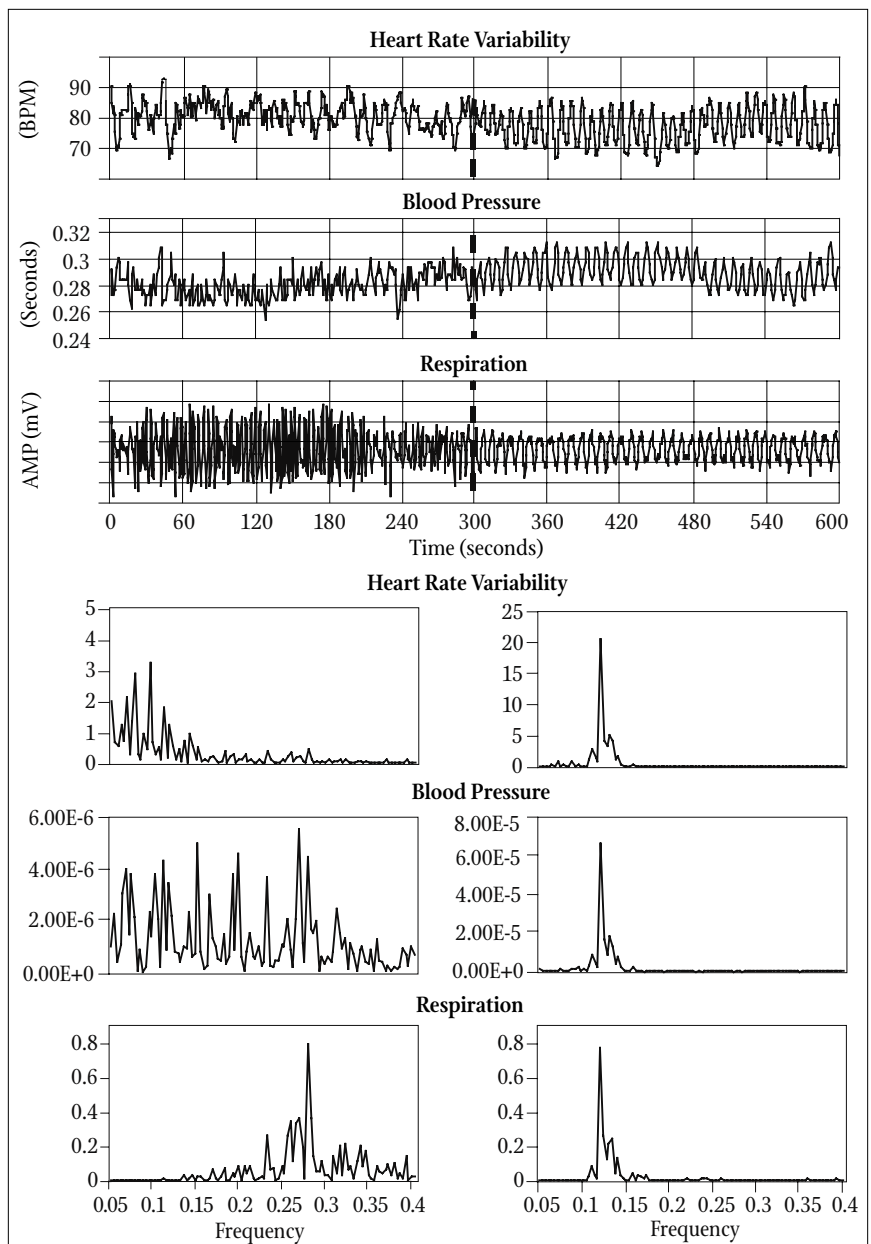 Heart Rate Variability
(BPM)
90
80
70
Blood Pressure
(Seconds)
0.32
0.3
0.28
0.26
0.24
Respiration
AMP (mV)
0 60 120 180 240 300 360 420 480 540 600
Time (seconds)
Heart Rate Variability
5
4
3
2
1
0
25
20
15
10
5
0
Blood Pressure
6.00E-6
4.00E-6
2.00E-6
0.00E+0
8.00E-5
6.00E-5
4.00E-5
2.00E-5
0.00E+0
Respiration
0.8
0.6
0.4
0.2
0
0.05 0.1 0.15 0.2 0.25 0.3 0.35 0.4
Frequency
0.8
0.6
0.4
0.2
0
0.05 0.1 0.15 0.2 0.25 0.3 0.35 0.4
Frequency